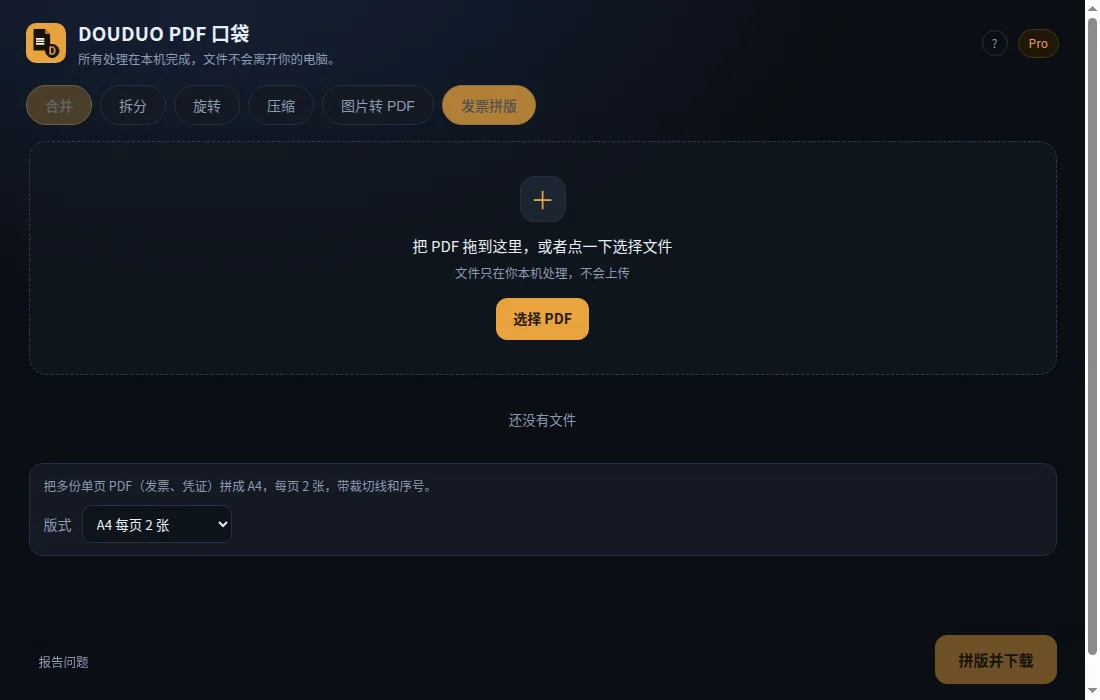 DOUDUO PDF 口袋
所有处理在本机完成，文件不会离开你的电脑。
?
Pro
合并
拆分
旋转
压缩
图片转 PDF
发票拼版
把 PDF 拖到这里，或者点一下选择文件
文件只在你本机处理，不会上传
选择 PDF
还没有文件
把多份单页 PDF（发票、凭证）拼成 A4，每页 2 张，带裁切线和序号。
版式
A4 每页 2 张
报告问题
拼版并下载